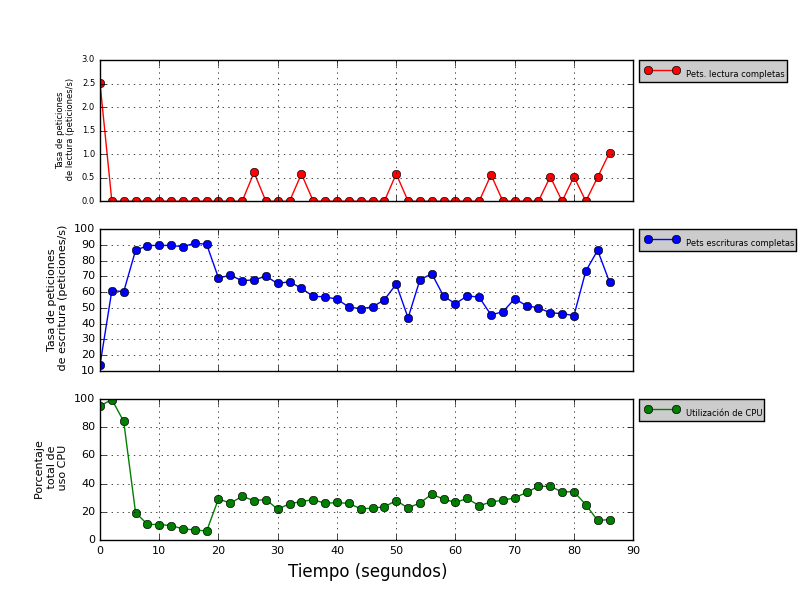 3.0
2.5
2.0
1.5
1.0
0.5
0.0
Tasa de peticiones
de lectura (peticiones/s)
Pets. lectura completas
100
90
80
70
60
50
40
30
20
10
Tasa de peticiones
de escritura (peticiones/s)
Pets escrituras completas
100
80
60
40
20
0
Porcentaje
total de
uso CPU
Utilización de CPU
0 10 20 30 40 50 60 70 80 90
Tiempo (segundos)